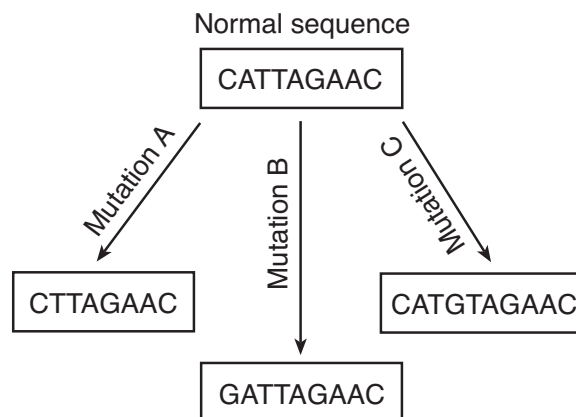 Normal sequence
CATTAGAAC
Mutation A
Mutation B
Mutation C
CTTAGAAC
CATGTAGAAC
GATTAGAAC